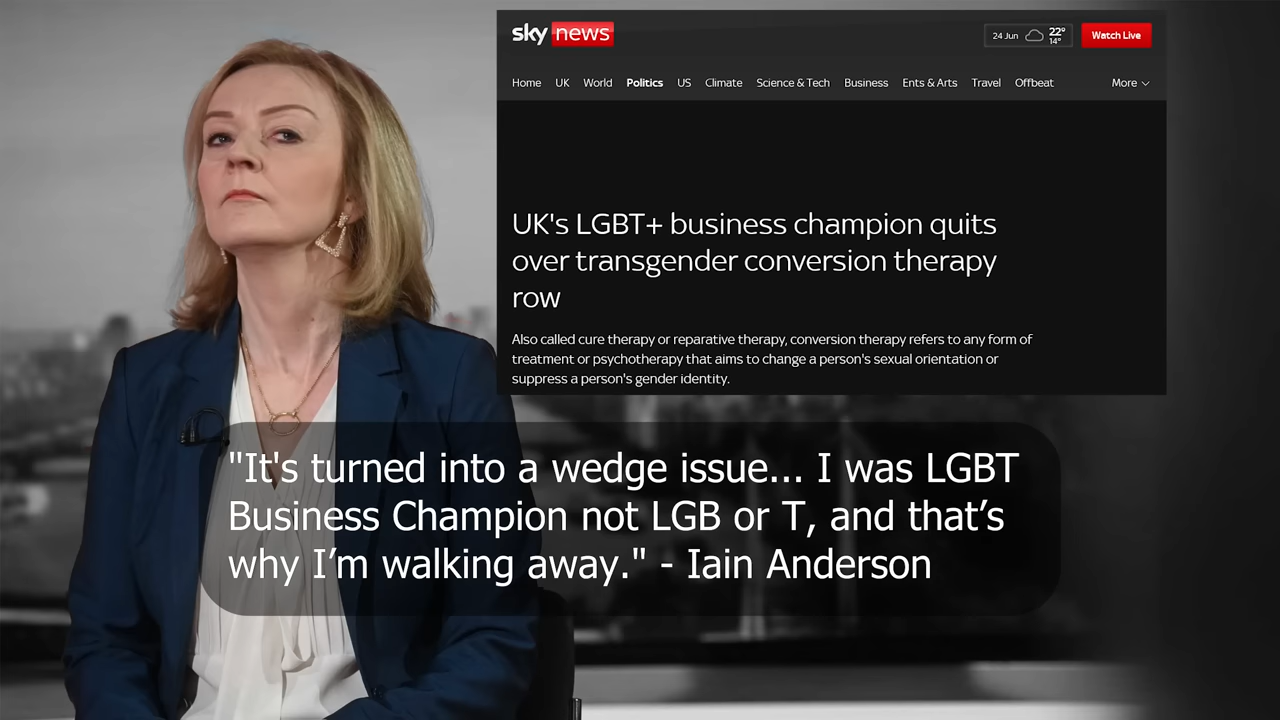 sky news
24 Jun 22° 14° Watch Live
Home UK World Politics US Climate Science & Tech Business Ents & Arts Travel Offbeat More
UK's LGBT+ business champion quits
over transgender conversion therapy
row
Also called cure therapy or reparative therapy, conversion therapy refers to any form of
treatment or psychotherapy that aims to change a person's sexual orientation or
suppress a person's gender identity.
"It's turned into a wedge issue... I was LGBT
Business Champion not LGB or T, and that’s
why I’m walking away." - Iain Anderson